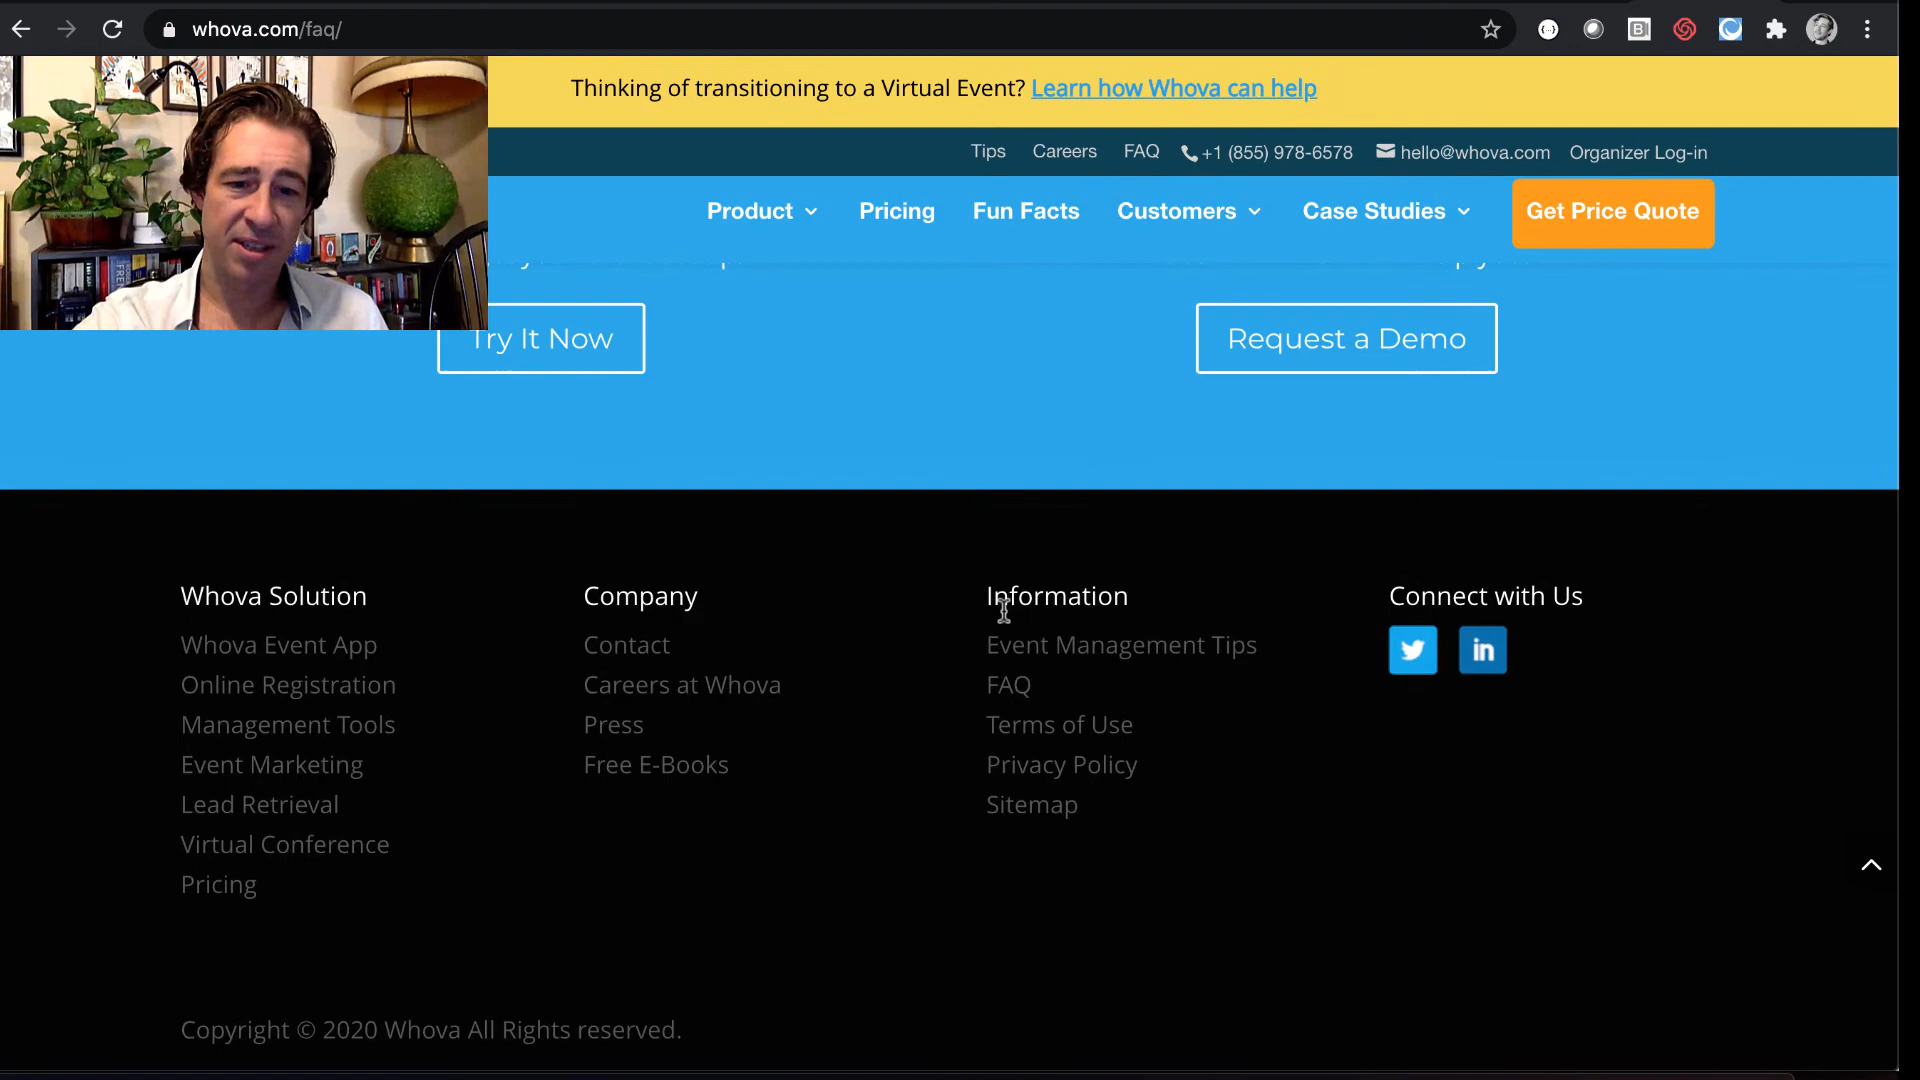 whova.com/faq/
Thinking of transitioning to a Virtual Event? Learn how Whova can help
Tips Careers FAQ +1 (855) 978-6578 hello@whova.com Organizer Log-in
Product Pricing Fun Facts Customers Case Studies Get Price Quote
Try It Now
Request a Demo
Whova Solution
Whova Event App
Online Registration
Management Tools
Event Marketing
Lead Retrieval
Virtual Conference
Pricing
Company
Contact
Careers at Whova
Press
Free E-Books
Information
Event Management Tips
FAQ
Terms of Use
Privacy Policy
Sitemap
Connect with Us
in
Copyright © 2020 Whova All Rights reserved.